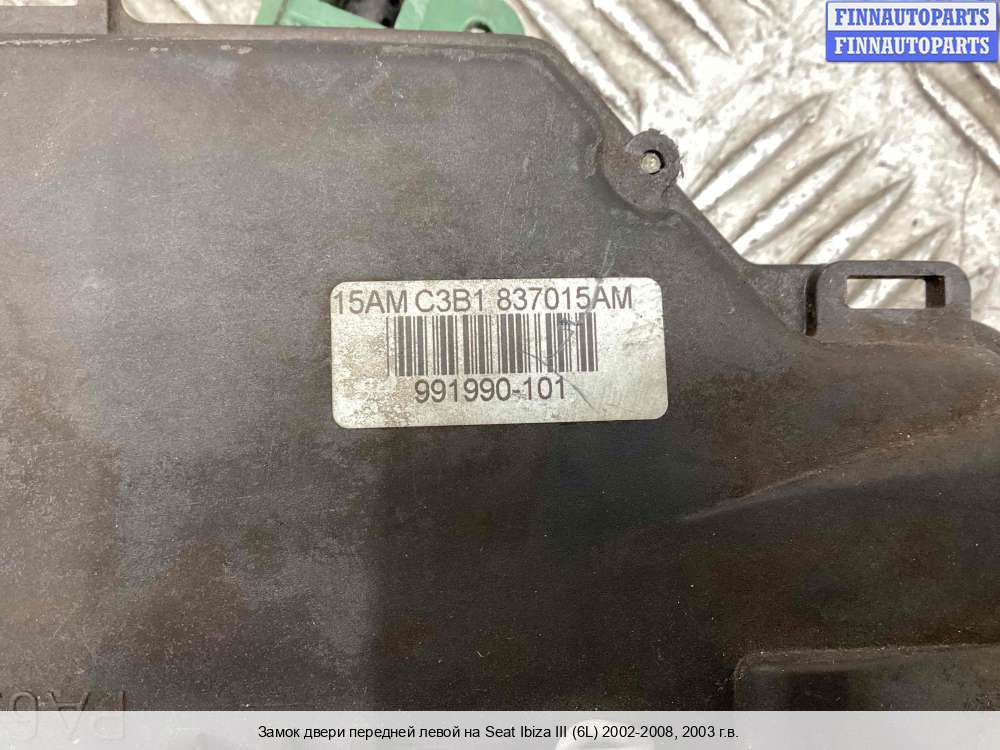 FINNAUTOPARTS
FINNAUTOPARTS
15AM C3B1 837015AM
991990-101
Замок двери передней левой на Seat Ibiza III (6L) 2002-2008, 2003 г.в.